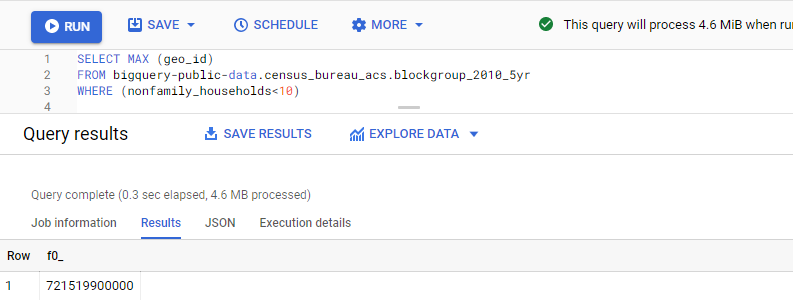 RUN SAVE SCHEDULE MORE This query will process 4.6 MiB when ru
1 SELECT MAX (geo_id)
2 FROM bigquery-public-data.census_bureau_acs.blockgroup_2010_5yr
3 WHERE (nonfamily_households<10)
4
Query results SAVE RESULTS EXPLORE DATA
Query complete (0.3 sec elapsed, 4.6 MB processed)
Job information Results JSON Execution details
Row f0_
1 721519900000